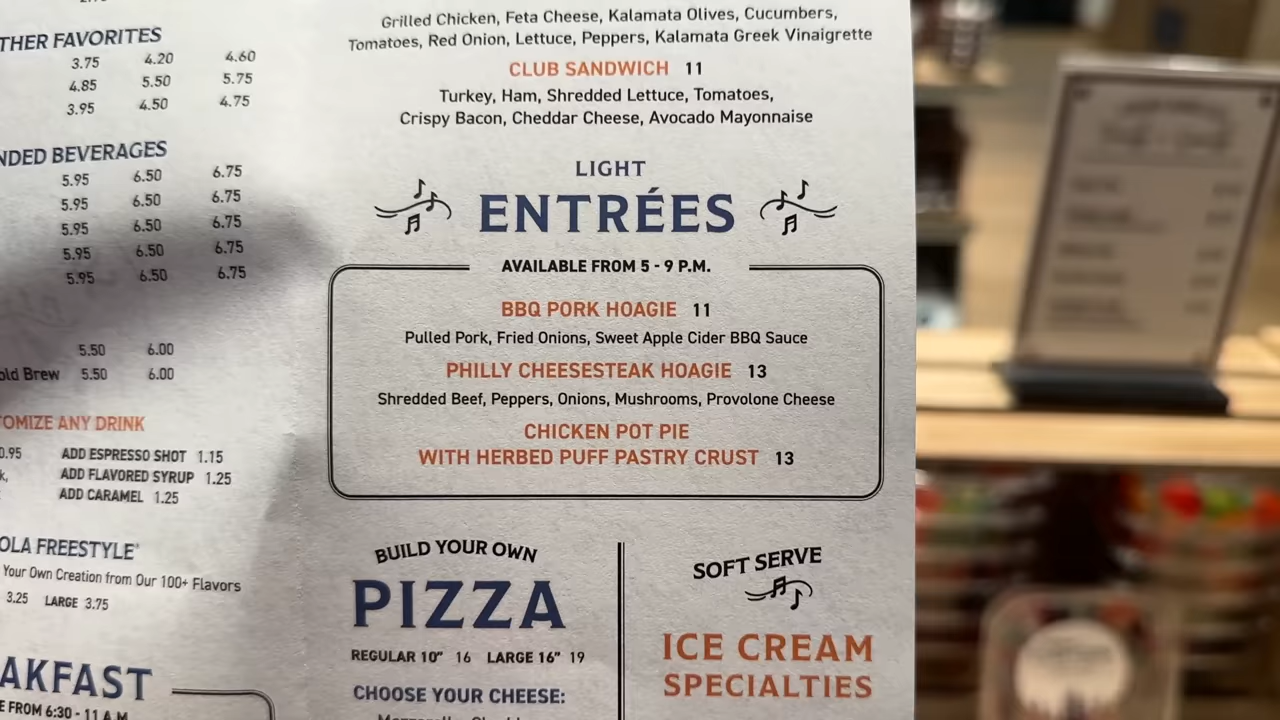 THER FAVORITES
3.75 4.20 4.60
4.85 5.50 5.75
3.95 4.50 4.75
NDED BEVERAGES
5.95 6.50 6.75
5.95 6.50 6.75
5.95 6.50 6.75
5.95 6.50 6.75
5.95 6.50 6.75
5.50 6.00
old Brew 5.50 6.00
TOMIZE ANY DRINK
0.95 ADD ESPRESSO SHOT 1.15
k, ADD FLAVORED SYRUP 1.25
ADD CARAMEL 1.25
OLA FREESTYLE
Your Own Creation from Our 100+ Flavors
3.25 LARGE 3.75
AKFAST
E FROM 6:30 - 11 A.M.
Grilled Chicken, Feta Cheese, Kalamata Olives, Cucumbers,
Tomatoes, Red Onion, Lettuce, Peppers, Kalamata Greek Vinaigrette
CLUB SANDWICH 11
Turkey, Ham, Shredded Lettuce, Tomatoes,
Crispy Bacon, Cheddar Cheese, Avocado Mayonnaise
LIGHT
ENTRÉES
AVAILABLE FROM 5 - 9 P.M.
BBQ PORK HOAGIE 11
Pulled Pork, Fried Onions, Sweet Apple Cider BBQ Sauce
PHILLY CHEESESTEAK HOAGIE 13
Shredded Beef, Peppers, Onions, Mushrooms, Provolone Cheese
CHICKEN POT PIE
WITH HERBED PUFF PASTRY CRUST 13
BUILD YOUR OWN
PIZZA
REGULAR 10" 16 LARGE 16" 19
CHOOSE YOUR CHEESE:
SOFT SERVE
ICE CREAM
SPECIALTIES